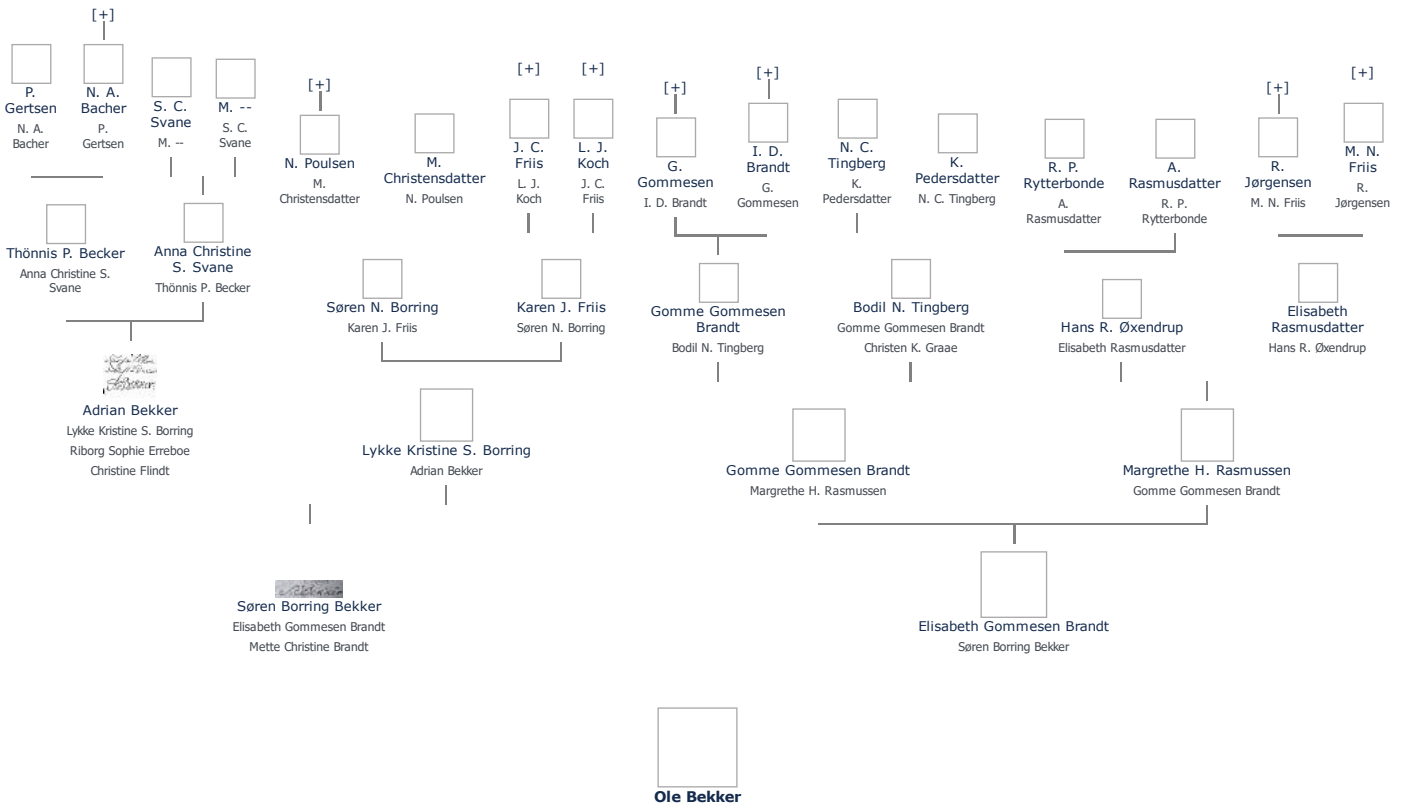 [+]
P.
Gertsen
N. A.
Bacher
N. A.
Bacher
P.
Gertsen
S. C.
Svane
M. --
M. --
S. C.
Svane
[+]
N. Poulsen
M.
Christensdatter
M.
Christensdatter
N. Poulsen
[+]
J. C.
Friis
L. J.
Koch
[+]
L. J.
Koch
J. C.
Friis
[+]
G.
Gommesen
I. D. Brandt
[+]
I. D.
Brandt
G.
Gommesen
N. C.
Tingberg
K.
Pedersdatter
K.
Pedersdatter
N. C. Tingberg
R. P.
Rytterbonde
A.
Rasmusdatter
A.
Rasmusdatter
R. P.
Rytterbonde
[+]
R.
Jørgensen
M. N. Friis
[+]
M. N.
Friis
R.
Jørgensen
Thönnis P. Becker
Anna Christine S.
Svane
Anna Christine
S. Svane
Thönnis P. Becker
Søren N. Borring
Karen J. Friis
Karen J. Friis
Søren N. Borring
Gomme Gommesen
Brandt
Bodil N. Tingberg
Bodil N. Tingberg
Gomme Gommesen Brandt
Christen K. Graae
Hans R. Øxendrup
Elisabeth Rasmusdatter
Elisabeth
Rasmusdatter
Hans R. Øxendrup
Adrian Bekker
Lykke Kristine S. Borring
Riborg Sophie Erreboe
Christine Flindt
Lykke Kristine S. Borring
Adrian Bekker
Gomme Gommesen Brandt
Margrethe H. Rasmussen
Margrethe H. Rasmussen
Gomme Gommesen Brandt
Søren Borring Bekker
Elisabeth Gommesen Brandt
Mette Christine Brandt
Elisabeth Gommesen Brandt
Søren Borring Bekker
Ole Bekker